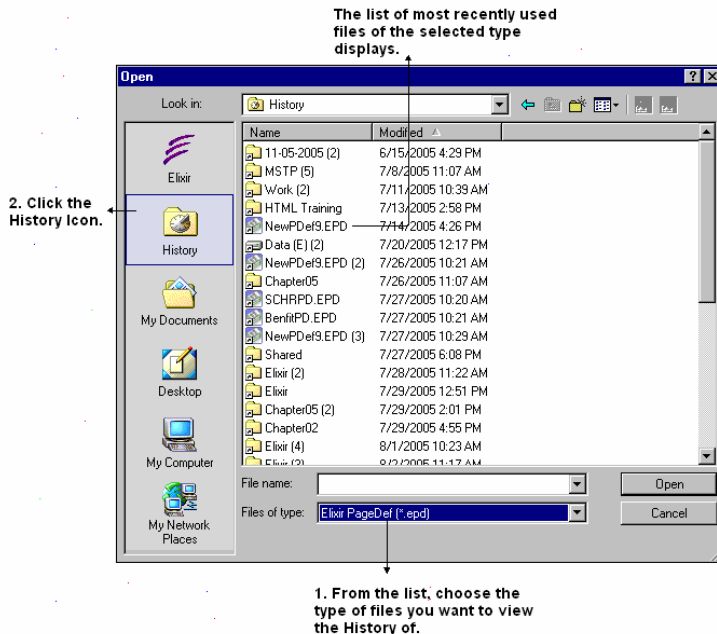 The list of most recently used
files of the selected type
displays.
Open
Look in:
History
Name Modified
Elixir
2. Click the
History Icon.
History
My Documents
Desktop
My Computer
My Network
Places
11-05-2005 (2) 6/15/2005 4:29 PM
MSTP (5) 7/8/2005 11:07 AM
Work (2) 7/11/2005 10:39 AM
HTML Training 7/13/2005 2:58 PM
NewPDef9.EPD 7/14/2005 4:26 PM
Data (E) (2) 7/20/2005 12:17 PM
NewPDef9.EPD (2) 7/26/2005 10:21 AM
Chapter05 7/26/2005 11:07 AM
SCHRPD.EPD 7/27/2005 10:20 AM
BenfitPD.EPD 7/27/2005 10:21 AM
NewPDef9.EPD (3) 7/27/2005 10:29 AM
Shared 7/27/2005 6:08 PM
Elixir (2) 7/28/2005 11:22 AM
Elixir 7/29/2005 12:51 PM
Chapter05 (2) 7/29/2005 2:01 PM
Chapter02 7/29/2005 4:55 PM
Elixir (4) 8/1/2005 10:23 AM
Elixir (3) 8/2/2005 11:17 AM
File name:
Open
Files of type: Elixir PageDef (*.epd)
Cancel
1. From the list, choose the
type of files you want to view
the History of.